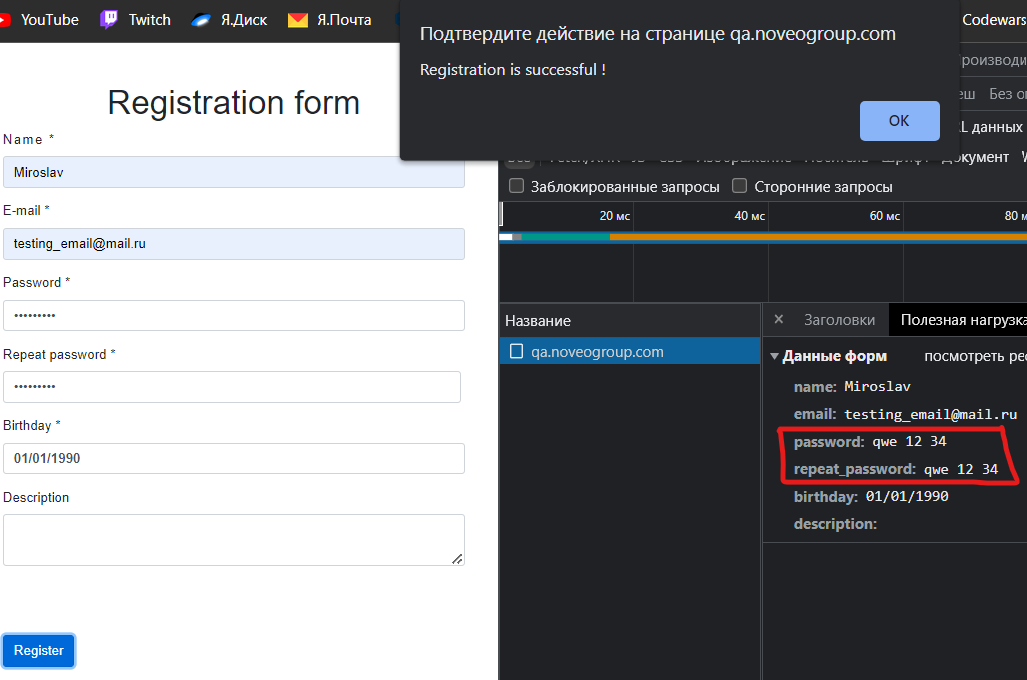 YouTube Twitch Я.Диск Я.Почта
Codewars
Подтвердите действие на странице qa.noveogroup.com
Registration is successful !
OK
Registration form
Name *
Miroslav
E-mail *
testing_email@mail.ru
Password *
•••••••••
Repeat password *
•••••••••
Birthday *
01/01/1990
Description
Register
Без
данных
Документ
Заблокированные запросы Сторонние запросы
20 мс 40 мс 60 мс 80
Название
qa.noveogroup.com
× Заголовки Полезная нагрузка
Данные форм посмотреть
name: Miroslav
email: testing_email@mail.ru
password: qwe 12 34
repeat_password: qwe 12 34
birthday: 01/01/1990
description: